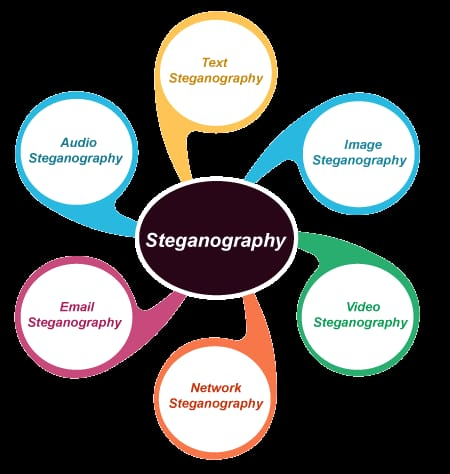 Text
Steganography
Audio
Steganography
Image
Steganography
Steganography
Email
Steganography
Video
Steganography
Network
Steganography